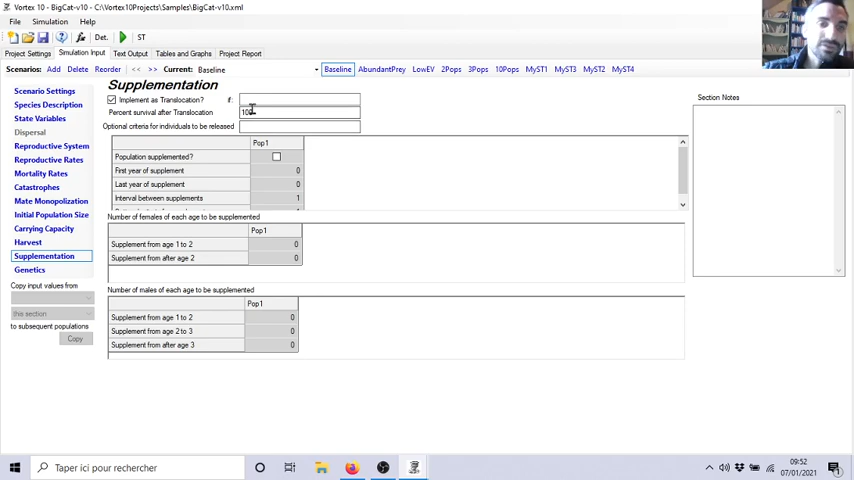 Vortex 10 - BigCat-v10 - C:\Vortex10Projects\Samples\BigCat-v10.xml
File Simulation Help
Det. ST
Project Settings Simulation Input Text Output Tables and Graphs Project Report
Scenarios: Add Delete Reorder << >> Current: Baseline Baseline AbundantPrey LowEV 2Pops 3Pops 10Pops MyST1 MyST3 MyST2 MyST4
Scenario Settings
Species Description
State Variables
Dispersal
Reproductive System
Reproductive Rates
Mortality Rates
Catastrophes
Mate Monopolization
Initial Population Size
Carrying Capacity
Harvest
Supplementation
Genetics
Copy input values from
this section
to subsequent populations
Copy
Supplementation
Implement as Translocation?
Percent survival after Translocation 100
Optional criteria for individuals to be released
Pop1
Population supplemented?
First year of supplement 0
Last year of supplement 0
Interval between supplements 1
Number of females of each age to be supplemented
Pop1
Supplement from age 1 to 2 0
Supplement from after age 2 0
Number of males of each age to be supplemented
Pop1
Supplement from age 1 to 2 0
Supplement from age 2 to 3 0
Supplement from after age 3 0
Section Notes
Taper ici pour rechercher
09:52
07/01/2021